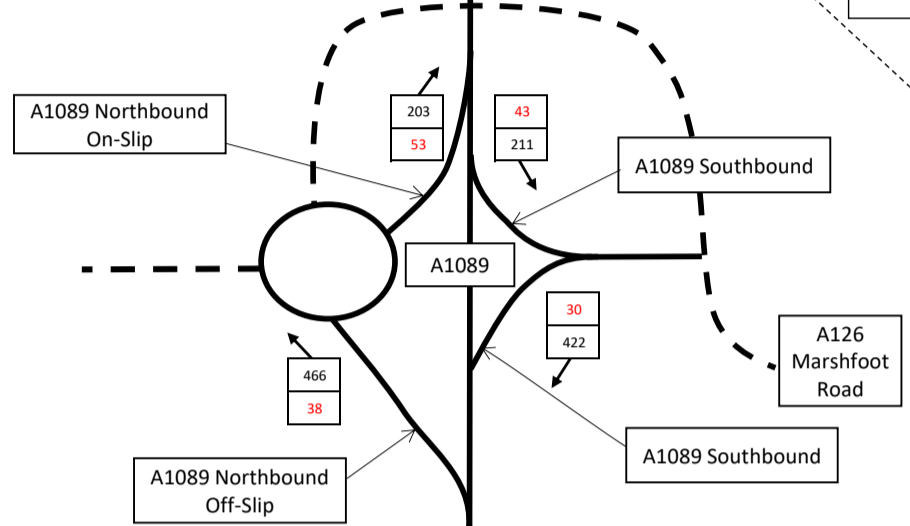 A1089 Northbound
On-Slip
203
53
43
211
A1089 Southbound
A1089
30
422
466
38
A126
Marshfoot
Road
A1089 Northbound
Off-Slip
A1089 Southbound